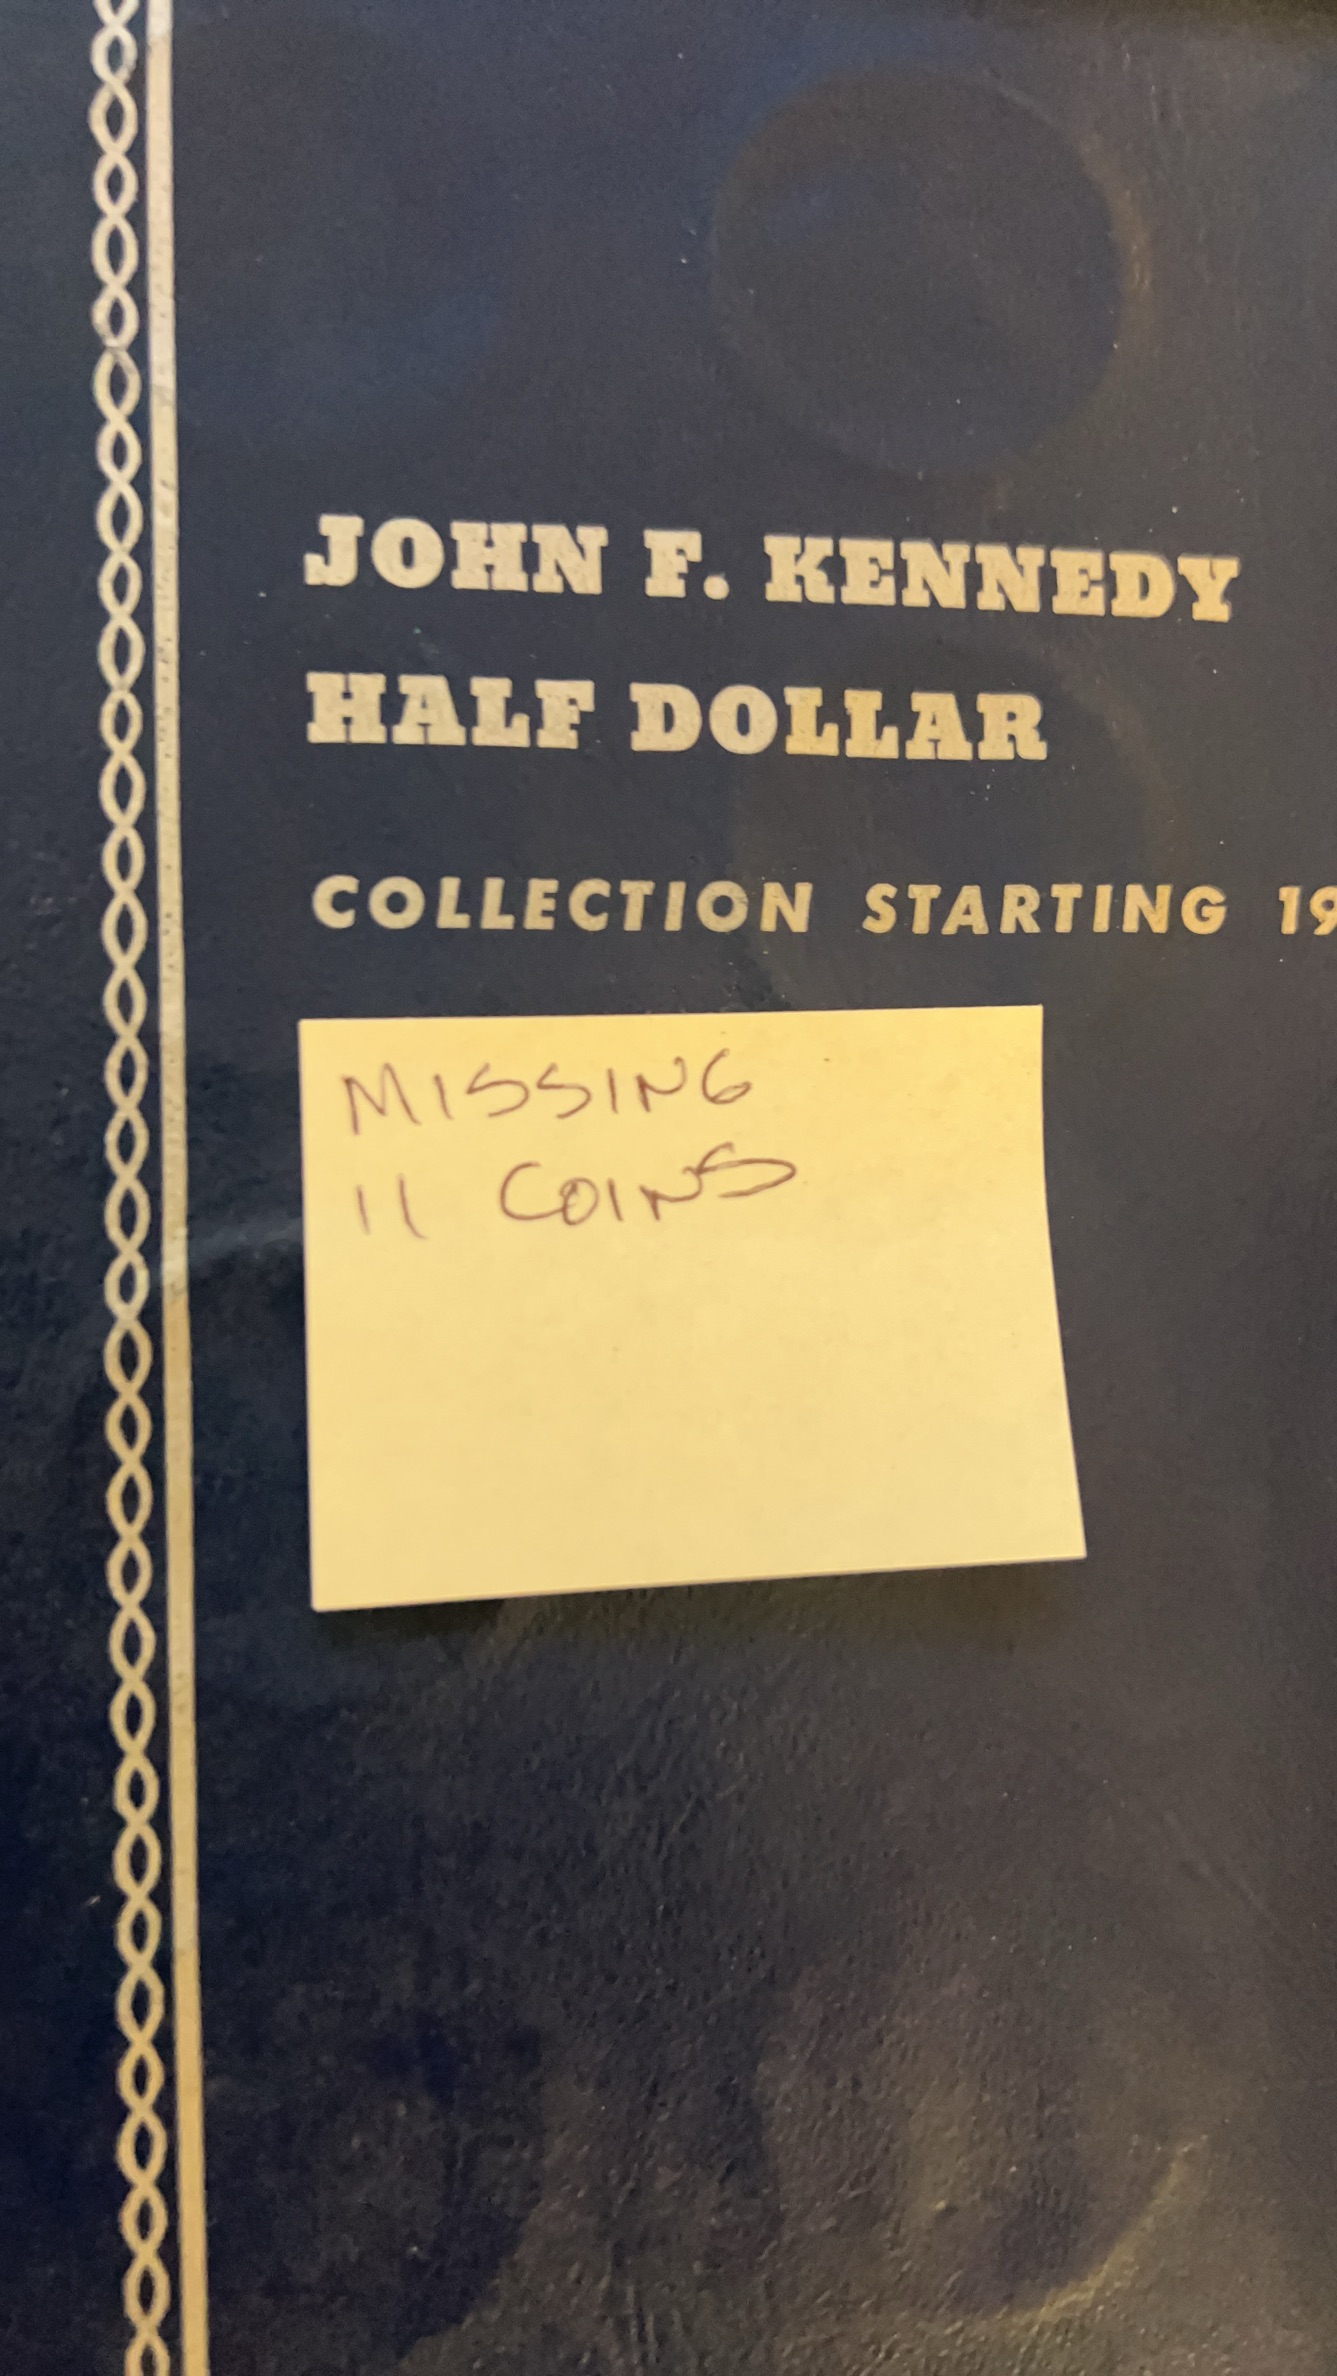 JOHN F. KENNEDY
HALF DOLLAR
COLLECTION STARTING 19
MISSING
11 COINS